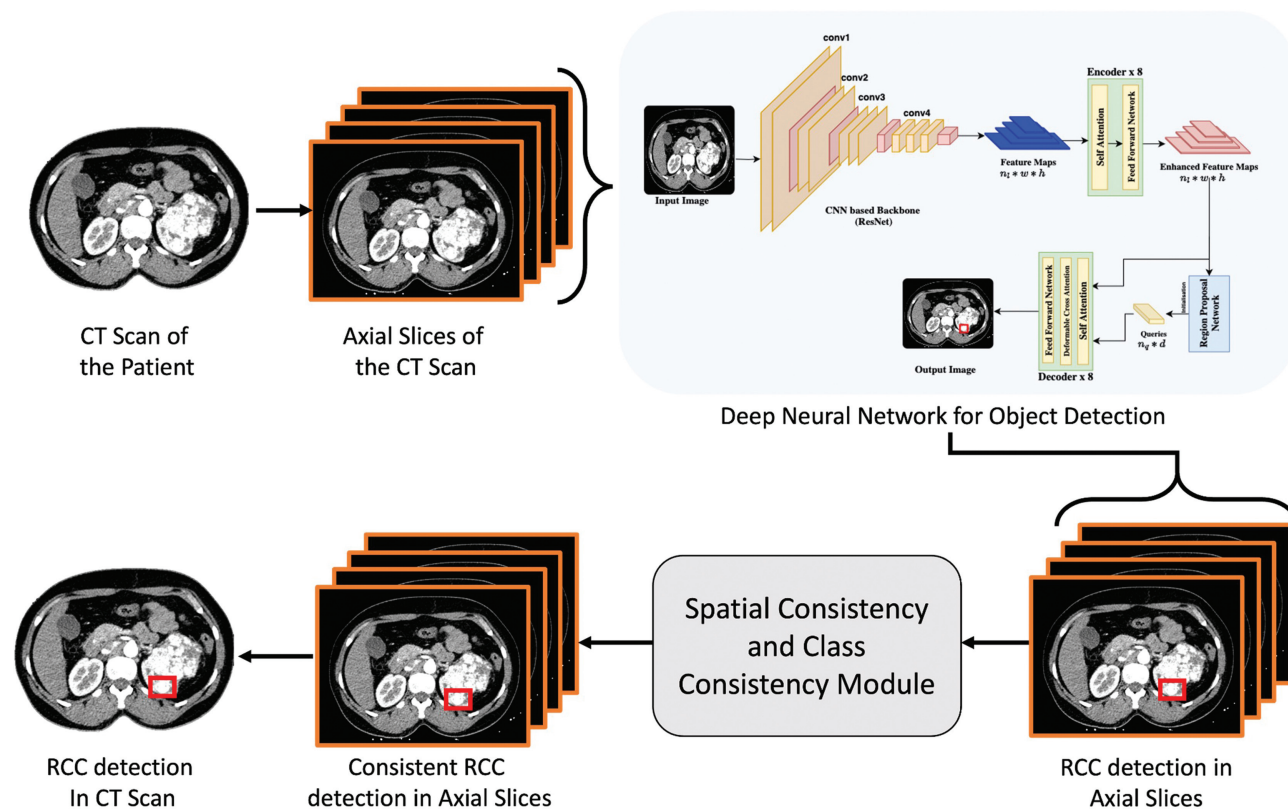 CT Scan of
the Patient
Axial Slices of
the CT Scan
Input Image
conv1
conv2
conv3
conv4
CNN based Backbone
(ResNet)
Feature Maps
n_l * w * h
Encoder x 8
Self Attention
Feed Forward Network
Enhanced Feature Maps
n_l * w * h
Region Proposal
Network
initialisation
Queries
n_q * d
Self Attention
Deformable Cross Attention
Feed Forward Network
Decoder x 8
Output Image
Deep Neural Network for Object Detection
RCC detection in
Axial Slices
Spatial Consistency
and Class
Consistency Module
Consistent RCC
detection in Axial Slices
RCC detection
In CT Scan